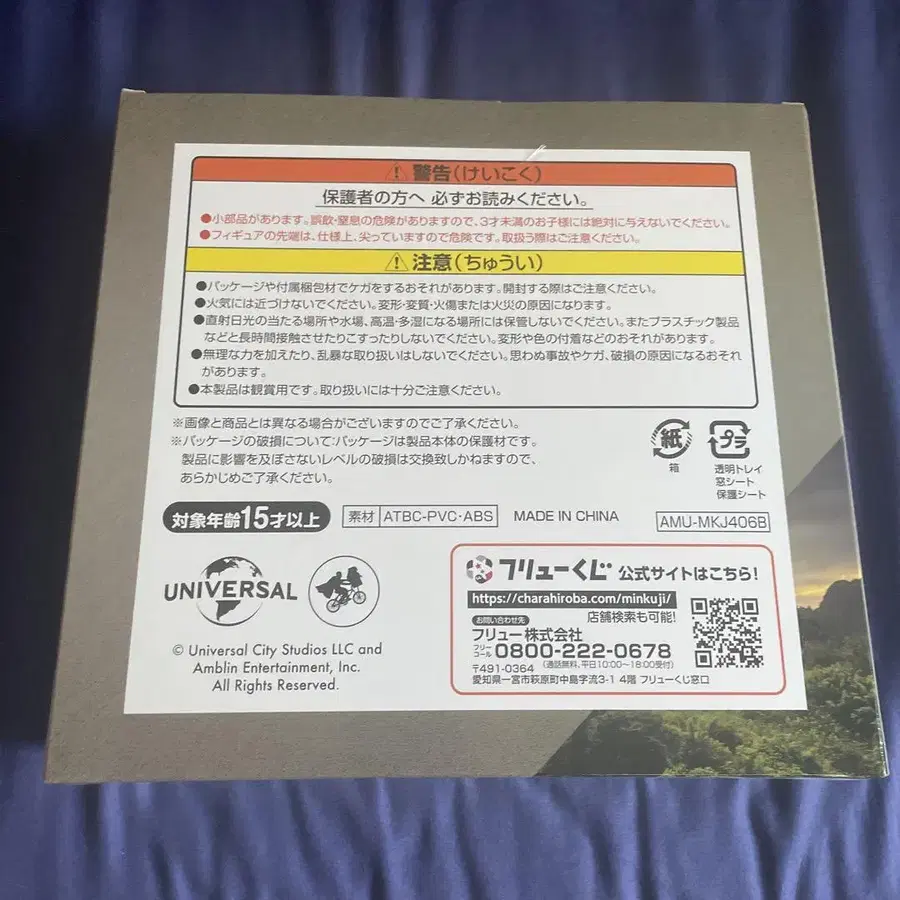 ⚠警告(けいこく)
保護者の方へ 必ずお読みください。
●小部品があります。誤飲・窒息の危険がありますので、3才未満のお子様には絶対に与えないでください。
●フィギュアの先端は、仕様上、尖っていますので危険です。取扱う際はご注意ください。
⚠注意(ちゅうい)
●パッケージや付属梱包材でケガをするおそれがあります。開封する際はご注意ください。
●火気には近づけないでください。変形・変質・火傷または火災の原因になります。
●直射日光の当たる場所や水場、高温・多湿になる場所には保管しないでください。またプラスチック製品
などと長時間接触させたりこすったりしないでください。変形や色の付着などのおそれがあります。
●無理な力を加えたり、乱暴な取り扱いはしないでください。思わぬ事故やケガ、破損の原因になるおそれ
があります。
●本製品は観賞用です。取り扱いには十分ご注意ください。
※画像と商品とは異なる場合がございますのでご了承ください。
※パッケージの破損について:パッケージは製品本体の保護材です。
製品に影響を及ぼさないレベルの破損は交換致しかねますので、
あらかじめご了承ください。
紙
箱
プラ
透明トレイ
窓シート
保護シート
対象年齢15才以上
素材 ATBC-PVC・ABS
MADE IN CHINA
AMU-MKJ406B
UNIVERSAL
© Universal City Studios LLC and
Amblin Entertainment, Inc.
All Rights Reserved.
フリューくじ 公式サイトはこちら!
https://charahiroba.com/minkuji/
店舗検索も可能!
お問い合わせ先
フリュー株式会社
フリーコール 0800-222-0678
〒491-0364 (通話無料、平日10:00~18:00受付)
愛知県一宮市萩原町中島字流3-1 4階 フリューくじ窓口